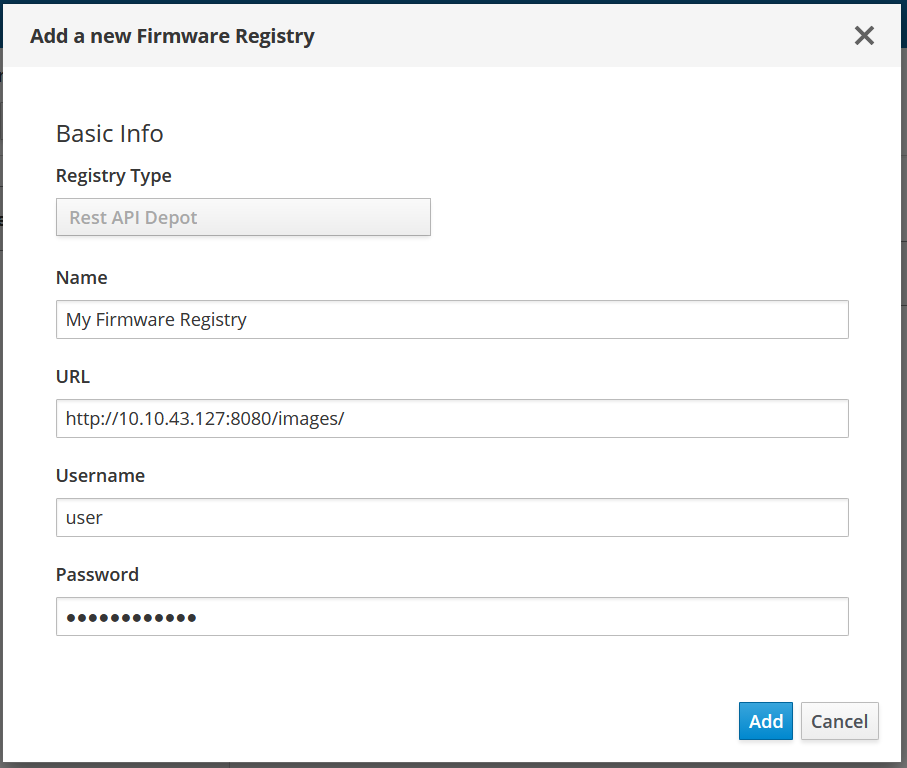 Add a new Firmware Registry
Basic Info
Registry Type
Rest API Depot
Name
My Firmware Registry
URL
http://10.10.43.127:8080/images/
Username
user
Password
••••••••••••
Add Cancel